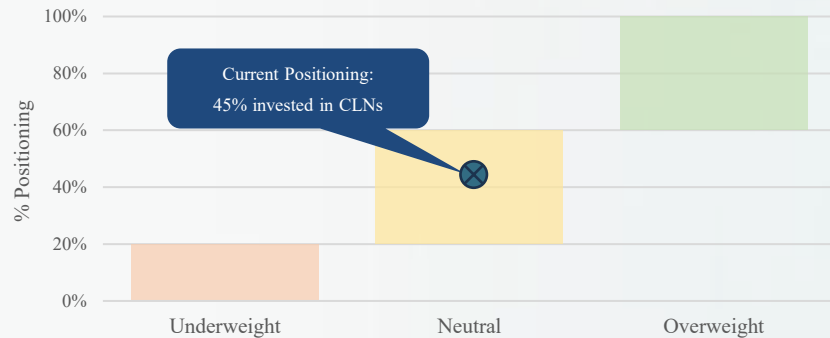 100%
80%
60%
40%
20%
0%
% Positioning
Current Positioning:
45% invested in CLNs
Underweight
Neutral
Overweight